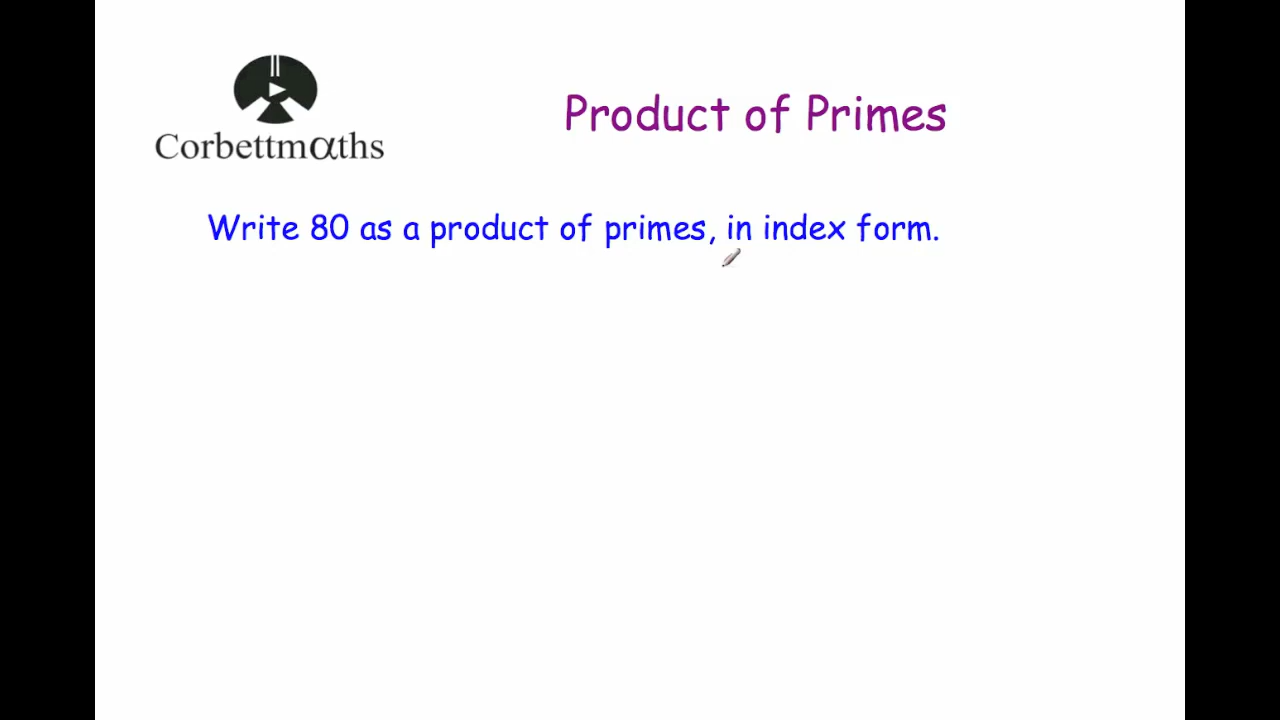 Product of Primes
Corbettmαths
Write 80 as a product of primes, in index form.